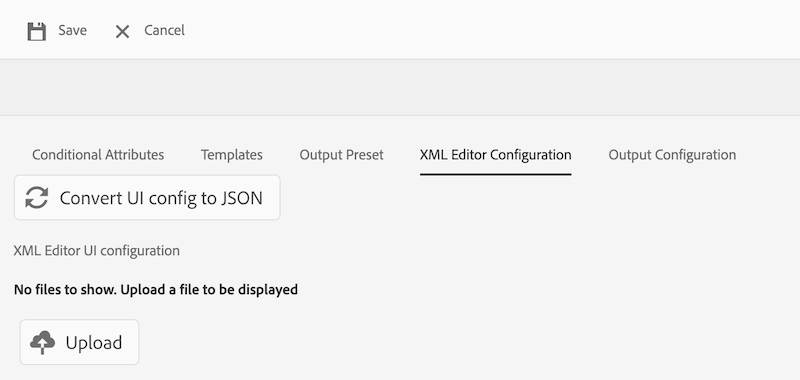 Save Cancel
Conditional Attributes Templates Output Preset XML Editor Configuration Output Configuration
Convert UI config to JSON
XML Editor UI configuration
No files to show. Upload a file to be displayed
Upload